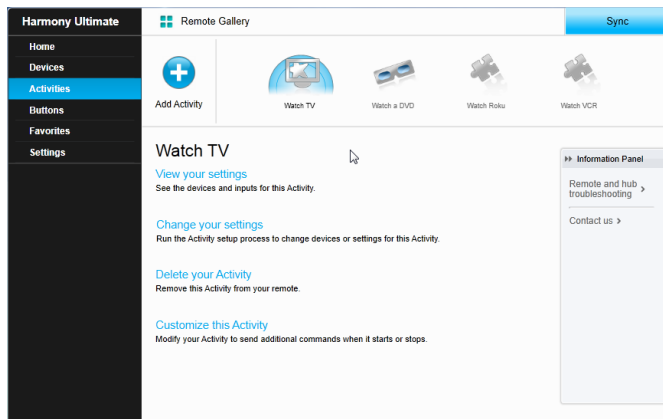 Harmony Ultimate
Remote Gallery
Sync
Home
Devices
Activities
Buttons
Favorites
Settings
Add Activity
Watch TV
Watch a DVD
Watch Roku
Watch VCR
Watch TV
View your settings
See the devices and inputs for this Activity.
Change your settings
Run the Activity setup process to change devices or settings for this Activity.
Delete your Activity
Remove this Activity from your remote.
Customize this Activity
Modify your Activity to send additional commands when it starts or stops.
Information Panel
Remote and hub
troubleshooting
Contact us